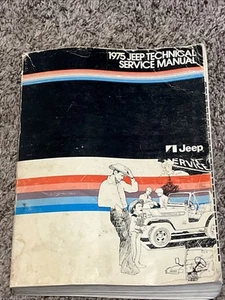 1975 JEEP TECHNICAL
SERVICE MANUAL
Jeep
SERVICE